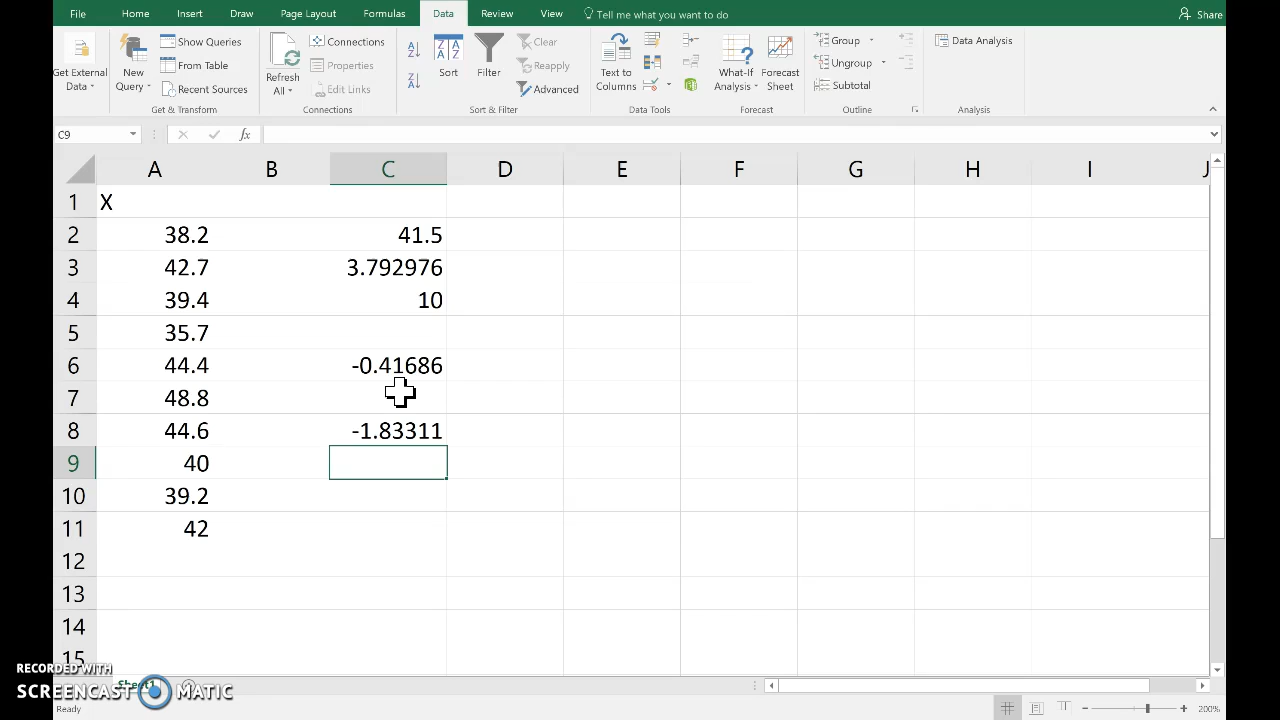 File Home Insert Draw Page Layout Formulas Data Review View Tell me what you want to do Share
Get External Data
New Query
Show Queries
From Table
Recent Sources
Get & Transform
Refresh All
Connections
Properties
Edit Links
Connections
Sort
Filter
Clear
Reapply
Advanced
Sort & Filter
Text to Columns
Data Tools
What-If Analysis
Forecast Sheet
Forecast
Group
Ungroup
Subtotal
Outline
Data Analysis
Analysis
C9 fx
A B C D E F G H I J
1 X
2 38.2 41.5
3 42.7 3.792976
4 39.4 10
5 35.7
6 44.4 -0.41686
7 48.8
8 44.6 -1.83311
9 40
10 39.2
11 42
12
13
14
15
RECORDED WITH
SCREENCAST MATIC
Sheet1
Ready 200%